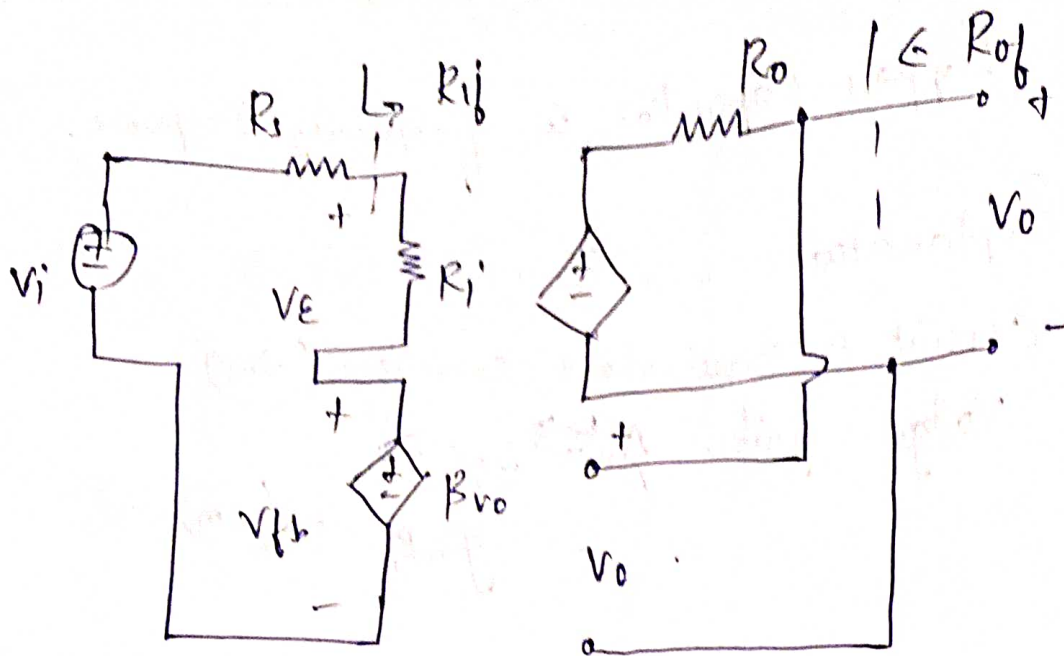 Rs
Rif
Ro
Rof
+
+
Vo
Vi
+
-
VE
Ri
+
-
-
+
+
-
βvo
Vfb
-
+
Vo